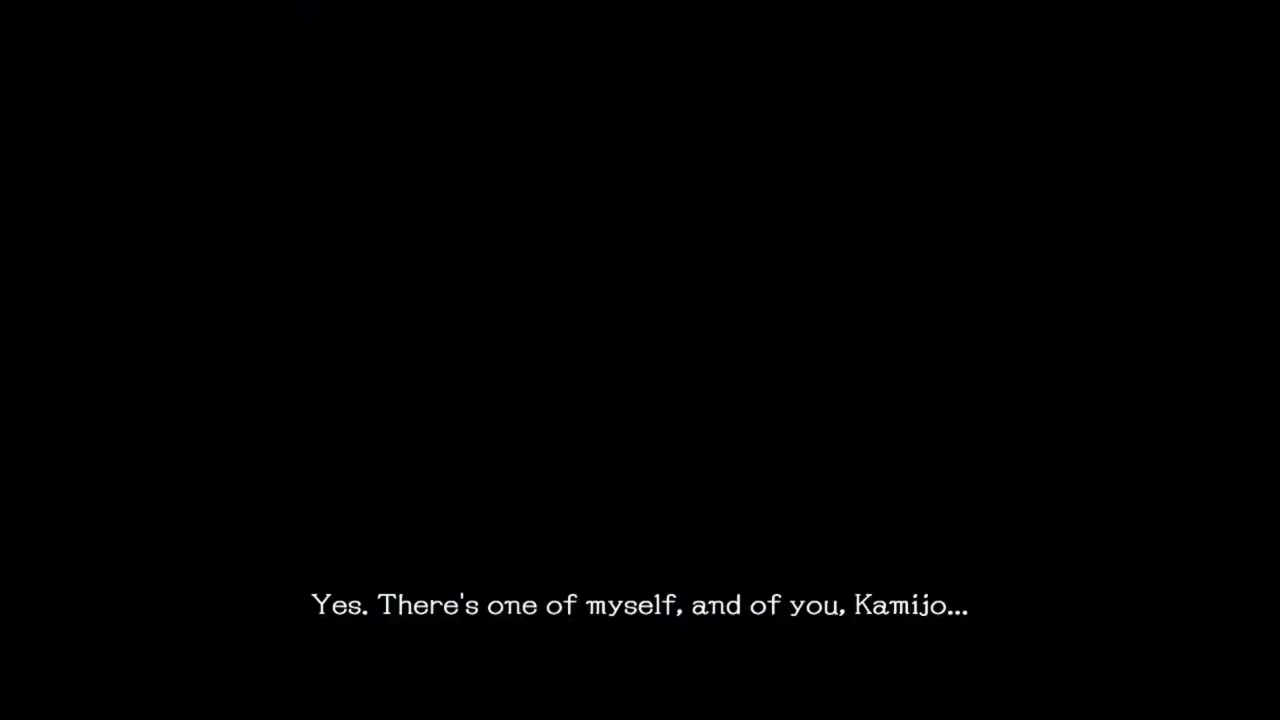 Yes. There's one of myself, and of you, Kamijo...